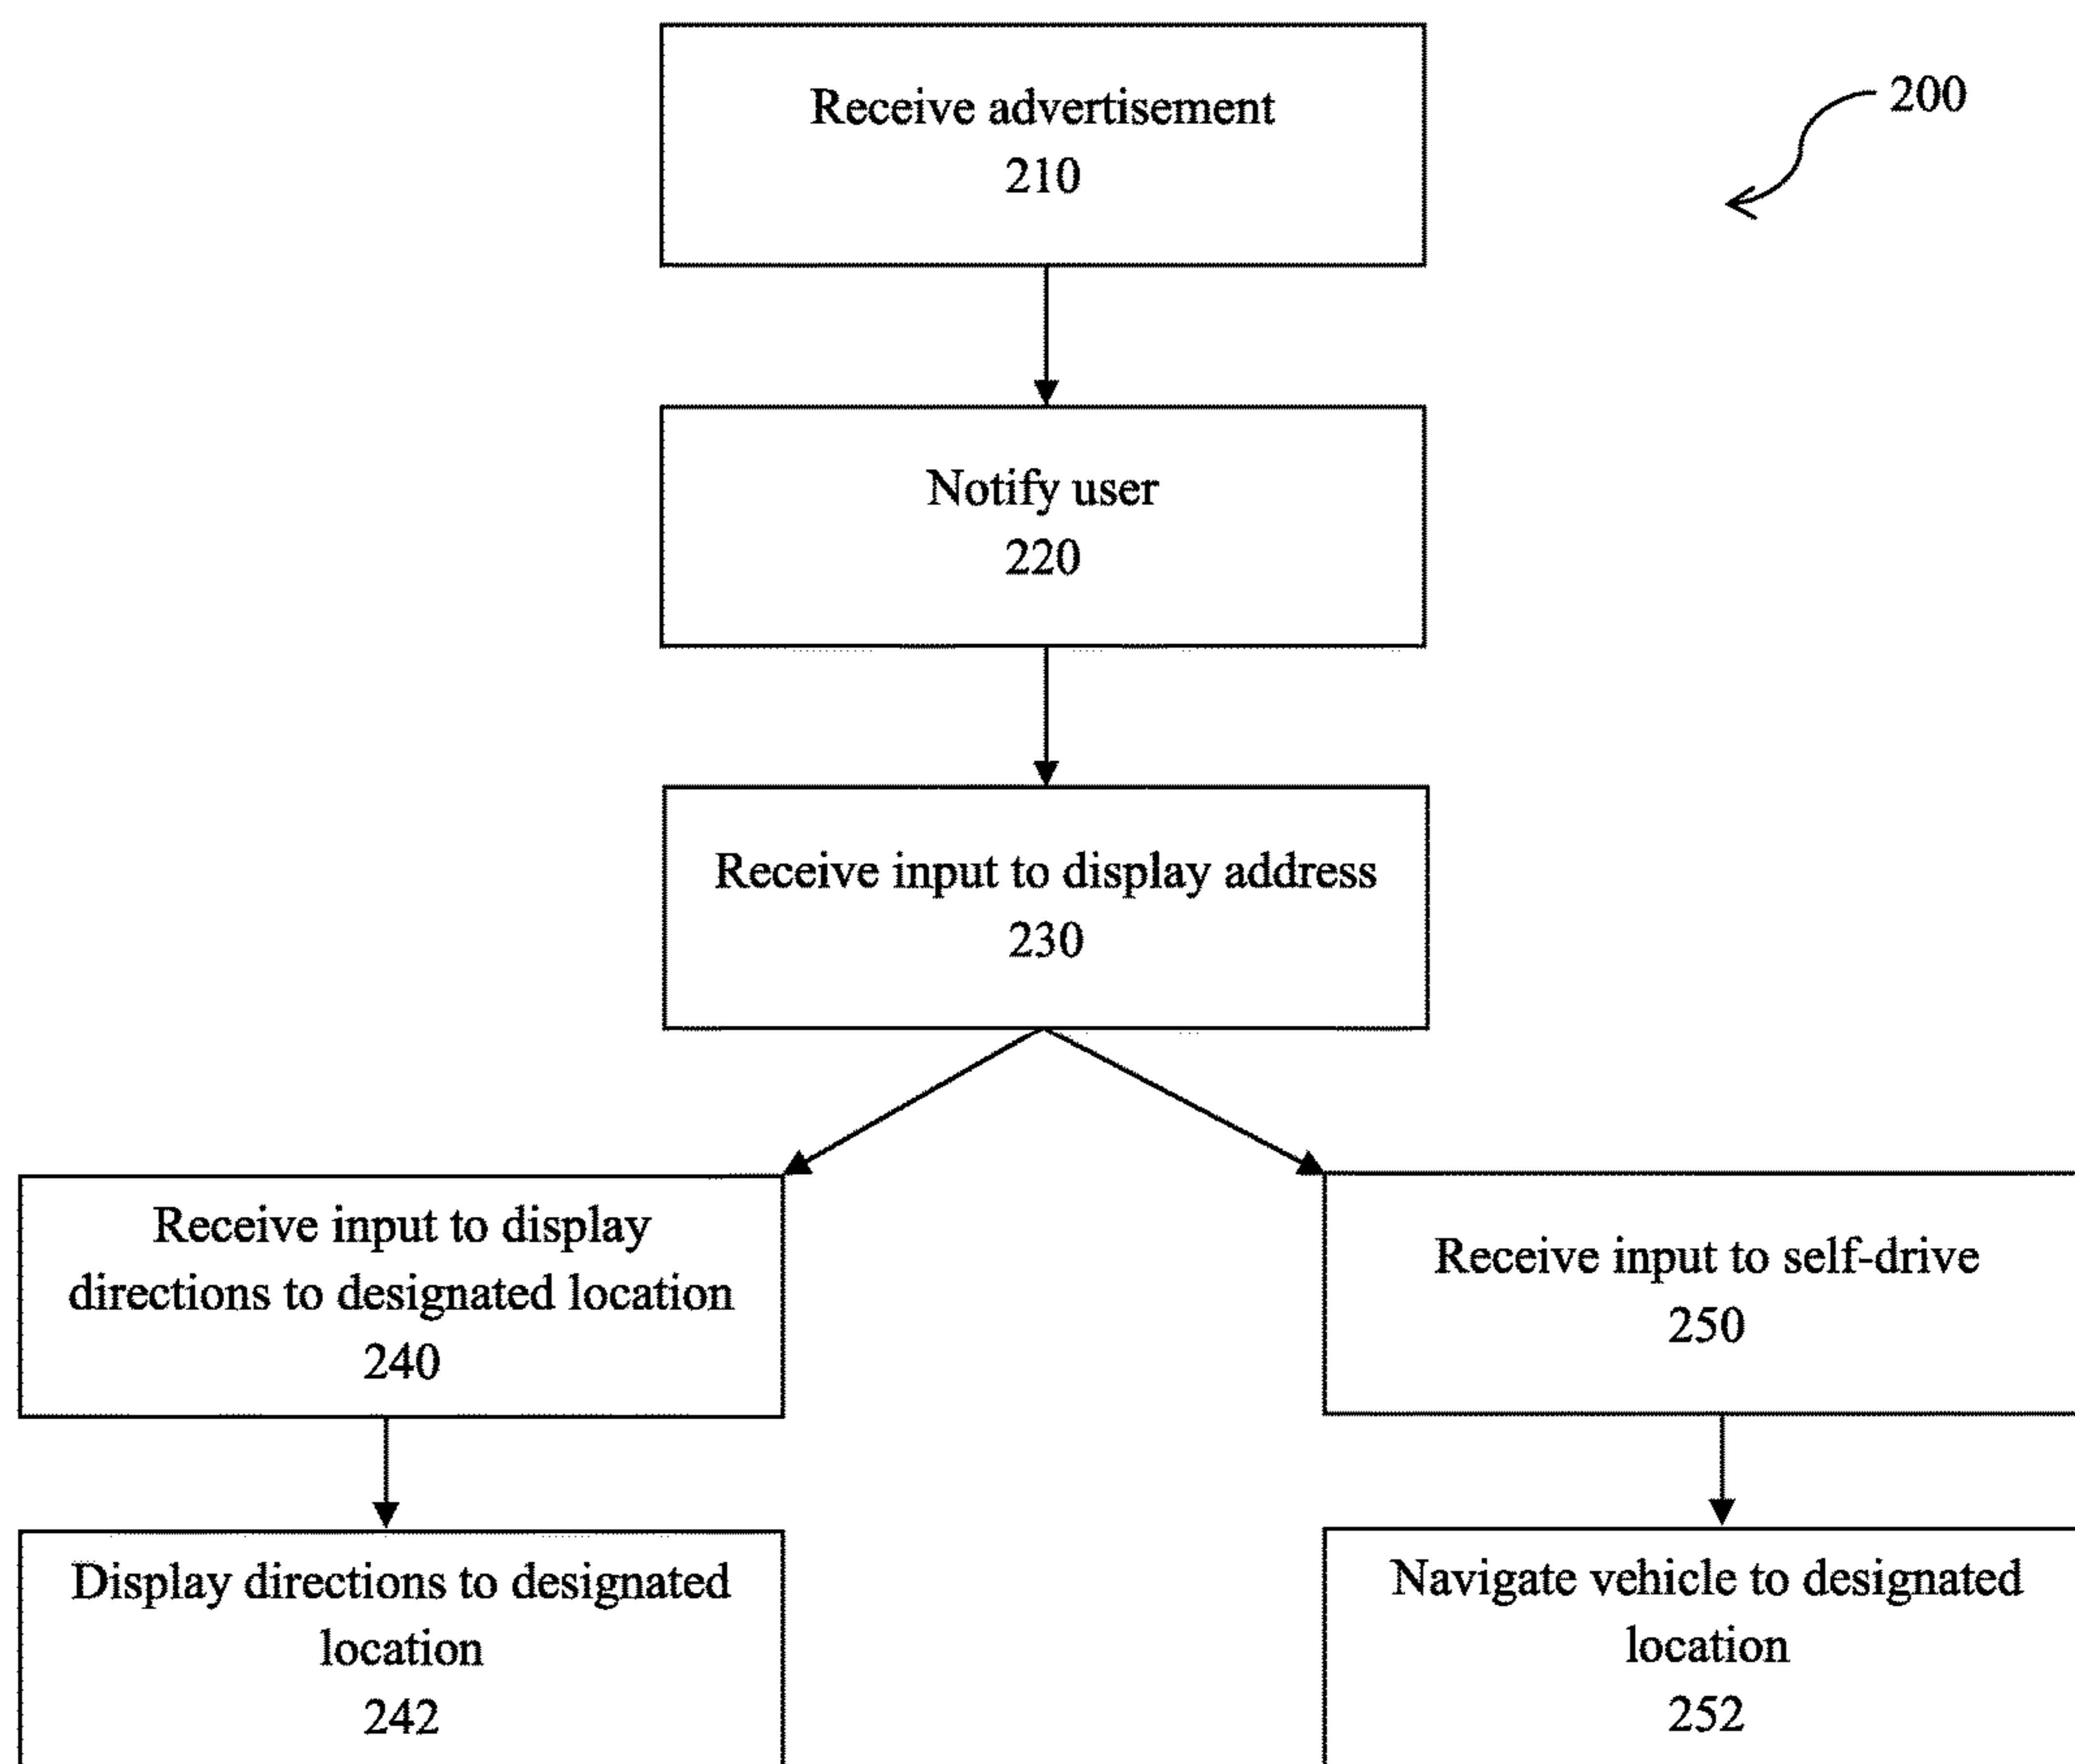 Receive advertisement
210
200
Notify user
220
Receive input to display address
230
Receive input to display
directions to designated location
240
Receive input to self-drive
250
Display directions to designated
location
242
Navigate vehicle to designated
location
252